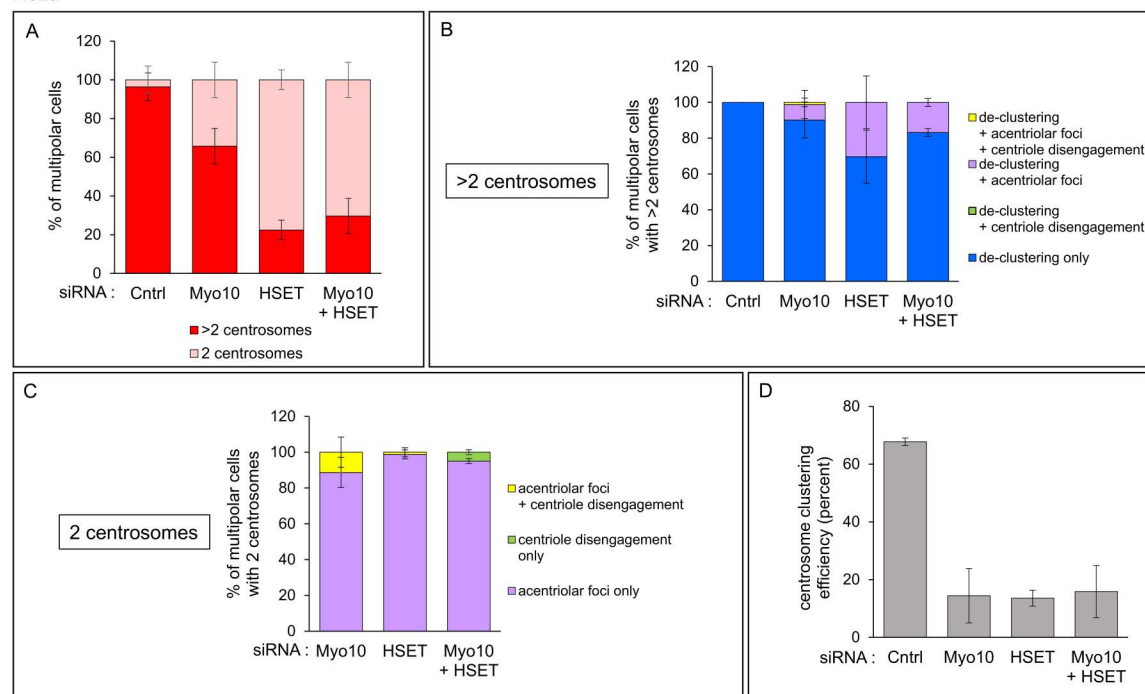 A
120
100
80
60
40
20
0
% of multipolar cells
siRNA : Cntrl Myo10 HSET Myo10
+ HSET
>2 centrosomes
2 centrosomes
B
>2 centrosomes
120
100
80
60
40
20
0
% of multipolar cells
with >2 centrosomes
siRNA : Cntrl Myo10 HSET Myo10
+ HSET
de-clustering
+ acentriolar foci
+ centriole disengagement
de-clustering
+ acentriolar foci
de-clustering
+ centriole disengagement
de-clustering only
C
2 centrosomes
120
100
80
60
40
20
0
% of multipolar cells
with 2 centrosomes
siRNA : Myo10 HSET Myo10
+ HSET
acentriolar foci
+ centriole disengagement
centriole disengagement
only
acentriolar foci only
D
80
60
40
20
0
centrosome clustering
efficiency (percent)
siRNA : Cntrl Myo10 HSET Myo10
+ HSET